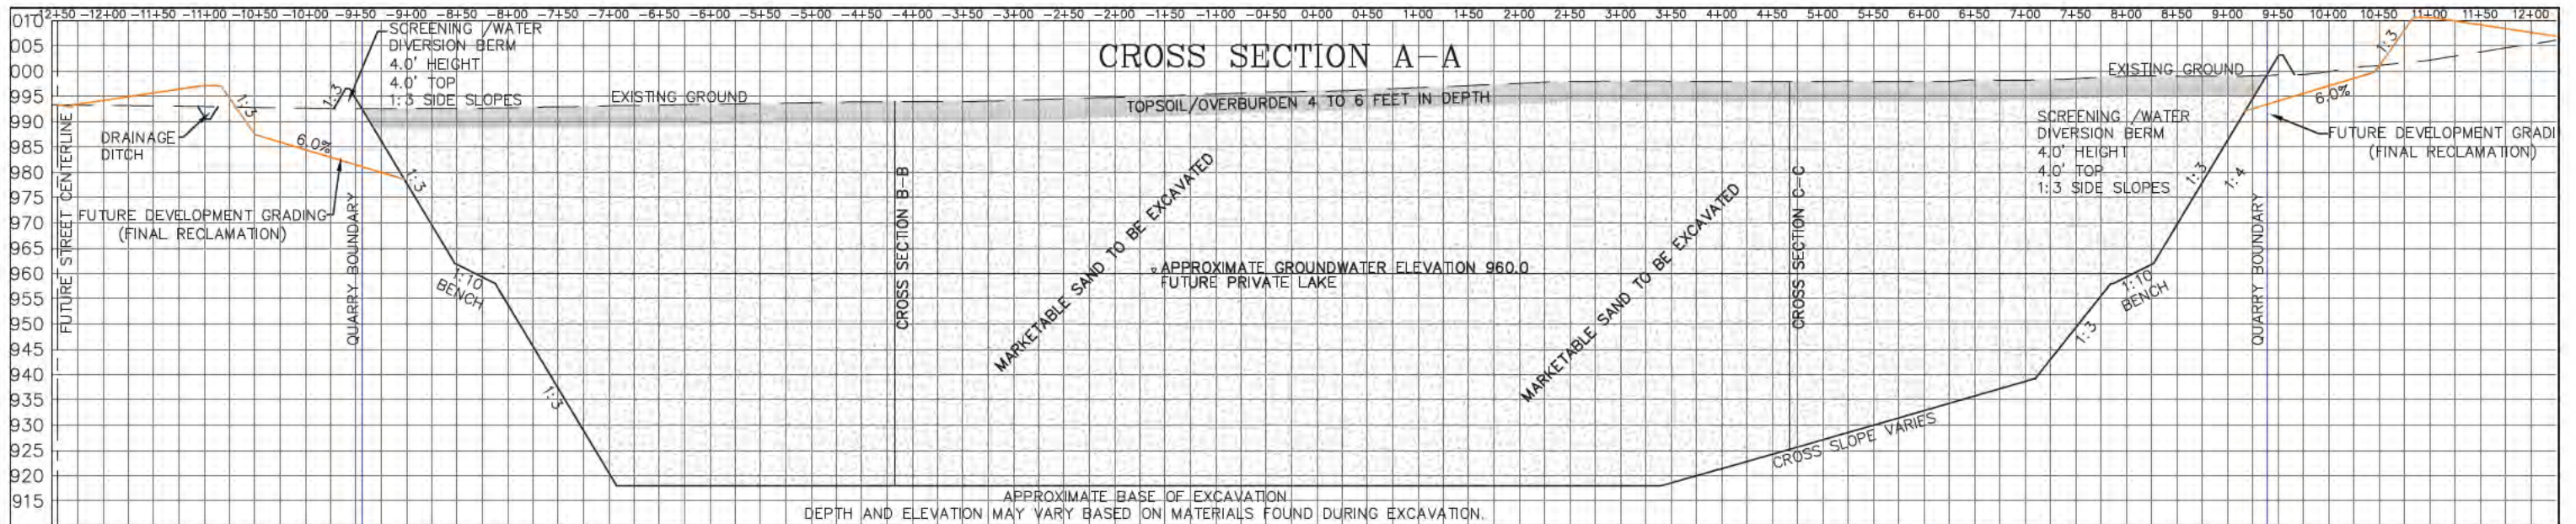 12+50 -12+00 -11+50 -11+00 -10+50 -10+00 -9+50 -9+00 -8+50 -8+00 -7+50 -7+00 -6+50 -6+00 -5+50 -5+00 -4+50 -4+00 -3+50 -3+00 -2+50 -2+00 -1+50 -1+00 -0+50 0+00 0+50 1+00 1+50 2+00 2+50 3+00 3+50 4+00 4+50 5+00 5+50 6+00 6+50 7+00 7+50 8+00 8+50 9+00 9+50 10+00 10+50 11+00 11+50 12+00
010
005
000
995
990
985
980
975
970
965
960
955
950
945
940
935
930
925
920
915
CROSS SECTION A-A
SCREENING /WATER
DIVERSION BERM
4.0' HEIGHT
4.0' TOP
1:3 SIDE SLOPES
1:3
1:3
DRAINAGE
DITCH
6.0%
FUTURE STREET CENTERLINE
FUTURE DEVELOPMENT GRADING
(FINAL RECLAMATION)
QUARRY BOUNDARY
1:3
1:10
BENCH
1:3
EXISTING GROUND
TOPSOIL/OVERBURDEN 4 TO 6 FEET IN DEPTH
CROSS SECTION B-B
MARKETABLE SAND TO BE EXCAVATED
APPROXIMATE GROUNDWATER ELEVATION 960.0
FUTURE PRIVATE LAKE
MARKETABLE SAND TO BE EXCAVATED
CROSS SECTION C-C
CROSS SLOPE VARIES
APPROXIMATE BASE OF EXCAVATION
DEPTH AND ELEVATION MAY VARY BASED ON MATERIALS FOUND DURING EXCAVATION.
EXISTING GROUND
SCREENING /WATER
DIVERSION BERM
4.0' HEIGHT
4.0' TOP
1:3 SIDE SLOPES
1:3
1:4
1:10
BENCH
1:3
QUARRY BOUNDARY
6.0%
1:3
FUTURE DEVELOPMENT GRADI
(FINAL RECLAMATION)